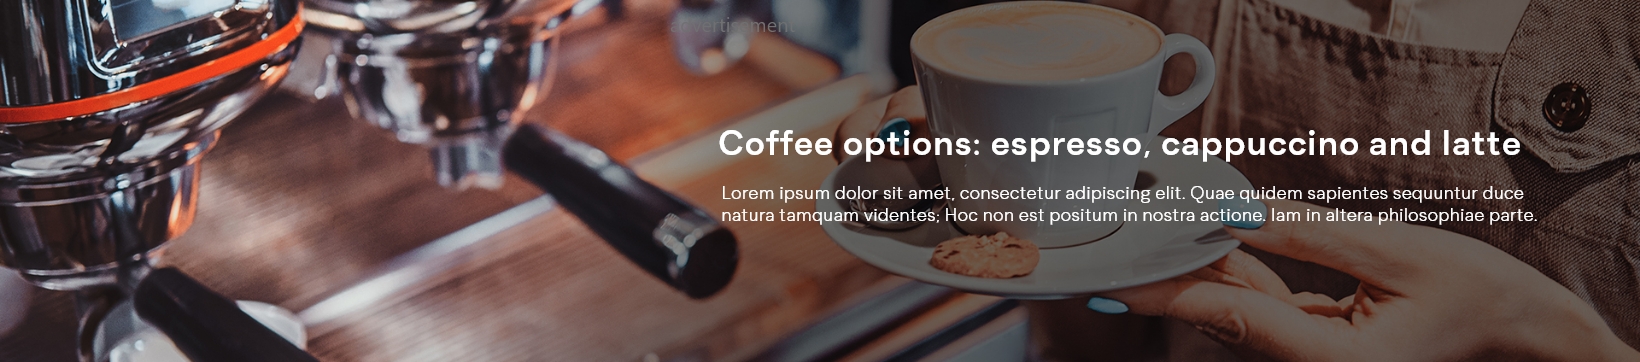 advertisement
Coffee options: espresso, cappuccino and latte
Lorem ipsum dolor sit amet, consectetur adipiscing elit. Quae quidem sapientes sequuntur duce
natura tamquam videntes; Hoc non est positum in nostra actione. Iam in altera philosophiae parte.